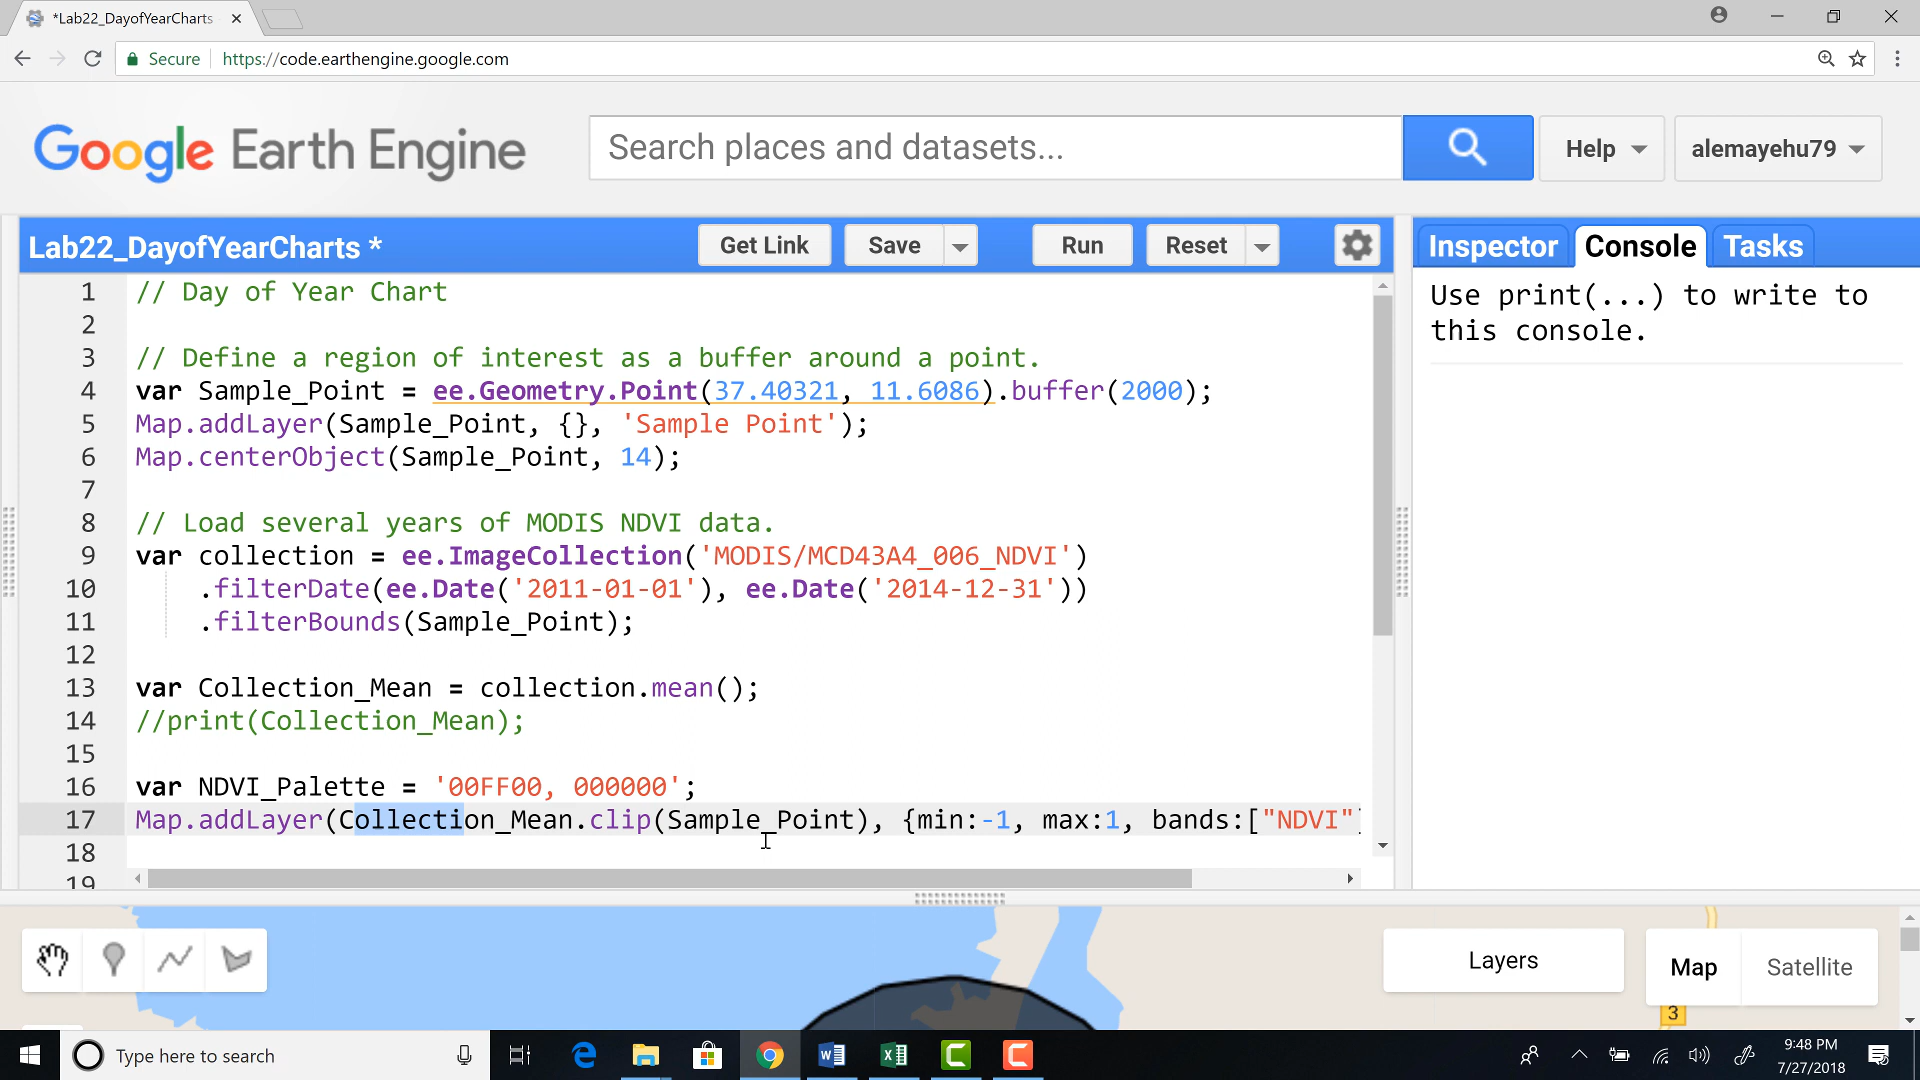 *Lab22_DayofYearCharts
Secure https://code.earthengine.google.com
Google Earth Engine
Search places and datasets...
Help
alemayehu79
Lab22_DayofYearCharts *
Get Link
Save
Run
Reset
Inspector
Console
Tasks
1 // Day of Year Chart
2
3 // Define a region of interest as a buffer around a point.
4 var Sample_Point = ee.Geometry.Point(37.40321, 11.6086).buffer(2000);
5 Map.addLayer(Sample_Point, {}, 'Sample Point');
6 Map.centerObject(Sample_Point, 14);
7
8 // Load several years of MODIS NDVI data.
9 var collection = ee.ImageCollection('MODIS/MCD43A4_006_NDVI')
10 .filterDate(ee.Date('2011-01-01'), ee.Date('2014-12-31'))
11 .filterBounds(Sample_Point);
12
13 var Collection_Mean = collection.mean();
14 //print(Collection_Mean);
15
16 var NDVI_Palette = '00FF00, 000000';
17 Map.addLayer(Collection_Mean.clip(Sample_Point), {min:-1, max:1, bands:["NDVI"]
18
19
Use print(...) to write to
this console.
Layers
Map
Satellite
3
Type here to search
9:48 PM
7/27/2018